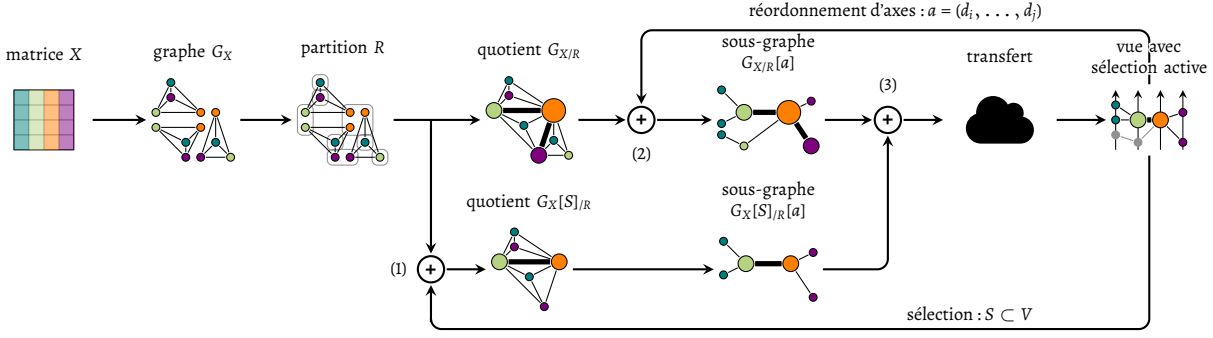 réordonnement d'axes : a = (d_i, . . . , d_j)
matrice X
graphe G_X
partition R
quotient G_{X/R}
sous-graphe
G_{X/R}[a]
transfert
vue avec
sélection active
(3)
(2)
quotient G_X[S]_{/R}
sous-graphe
G_X[S]_{/R}[a]
(1)
sélection : S ⊂ V